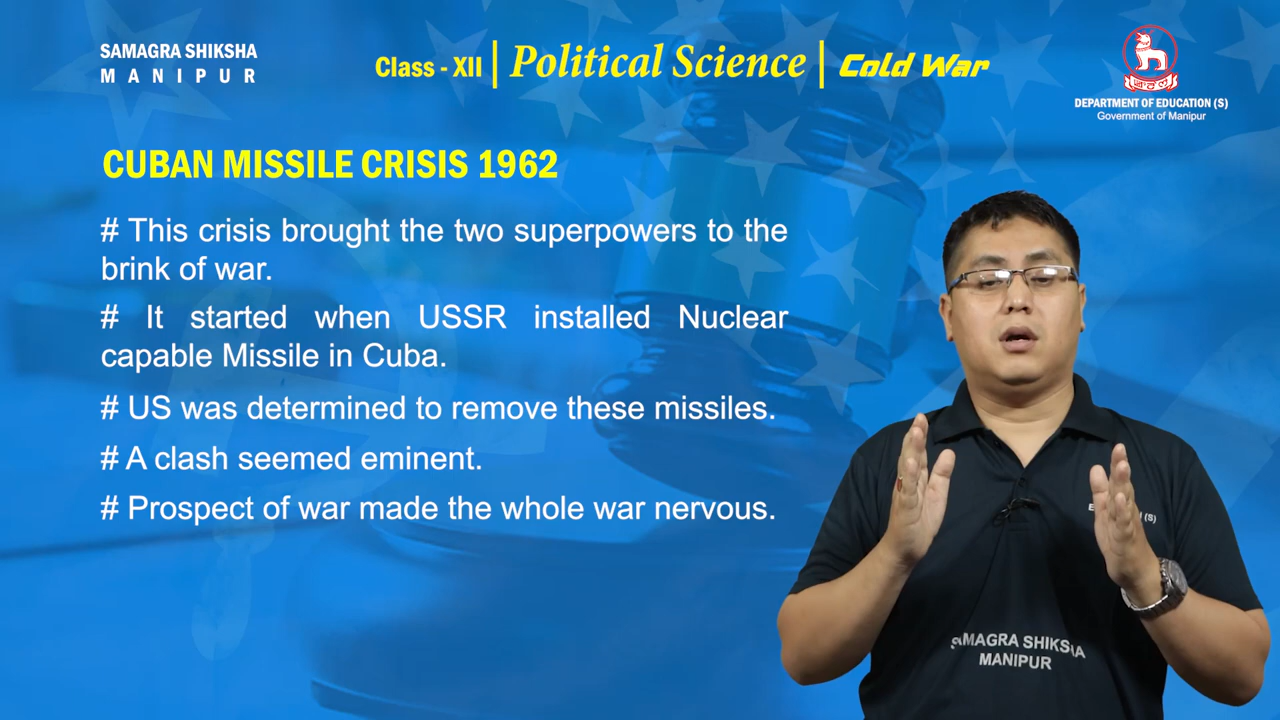 SAMAGRA SHIKSHA
MANIPUR
Class - XII | Political Science | Cold War
DEPARTMENT OF EDUCATION (S)
Government of Manipur
CUBAN MISSILE CRISIS 1962
# This crisis brought the two superpowers to the
brink of war.
# It started when USSR installed Nuclear
capable Missile in Cuba.
# US was determined to remove these missiles.
# A clash seemed eminent.
# Prospect of war made the whole war nervous.
(S)
SAMAGRA SHIKSHA
MANIPUR